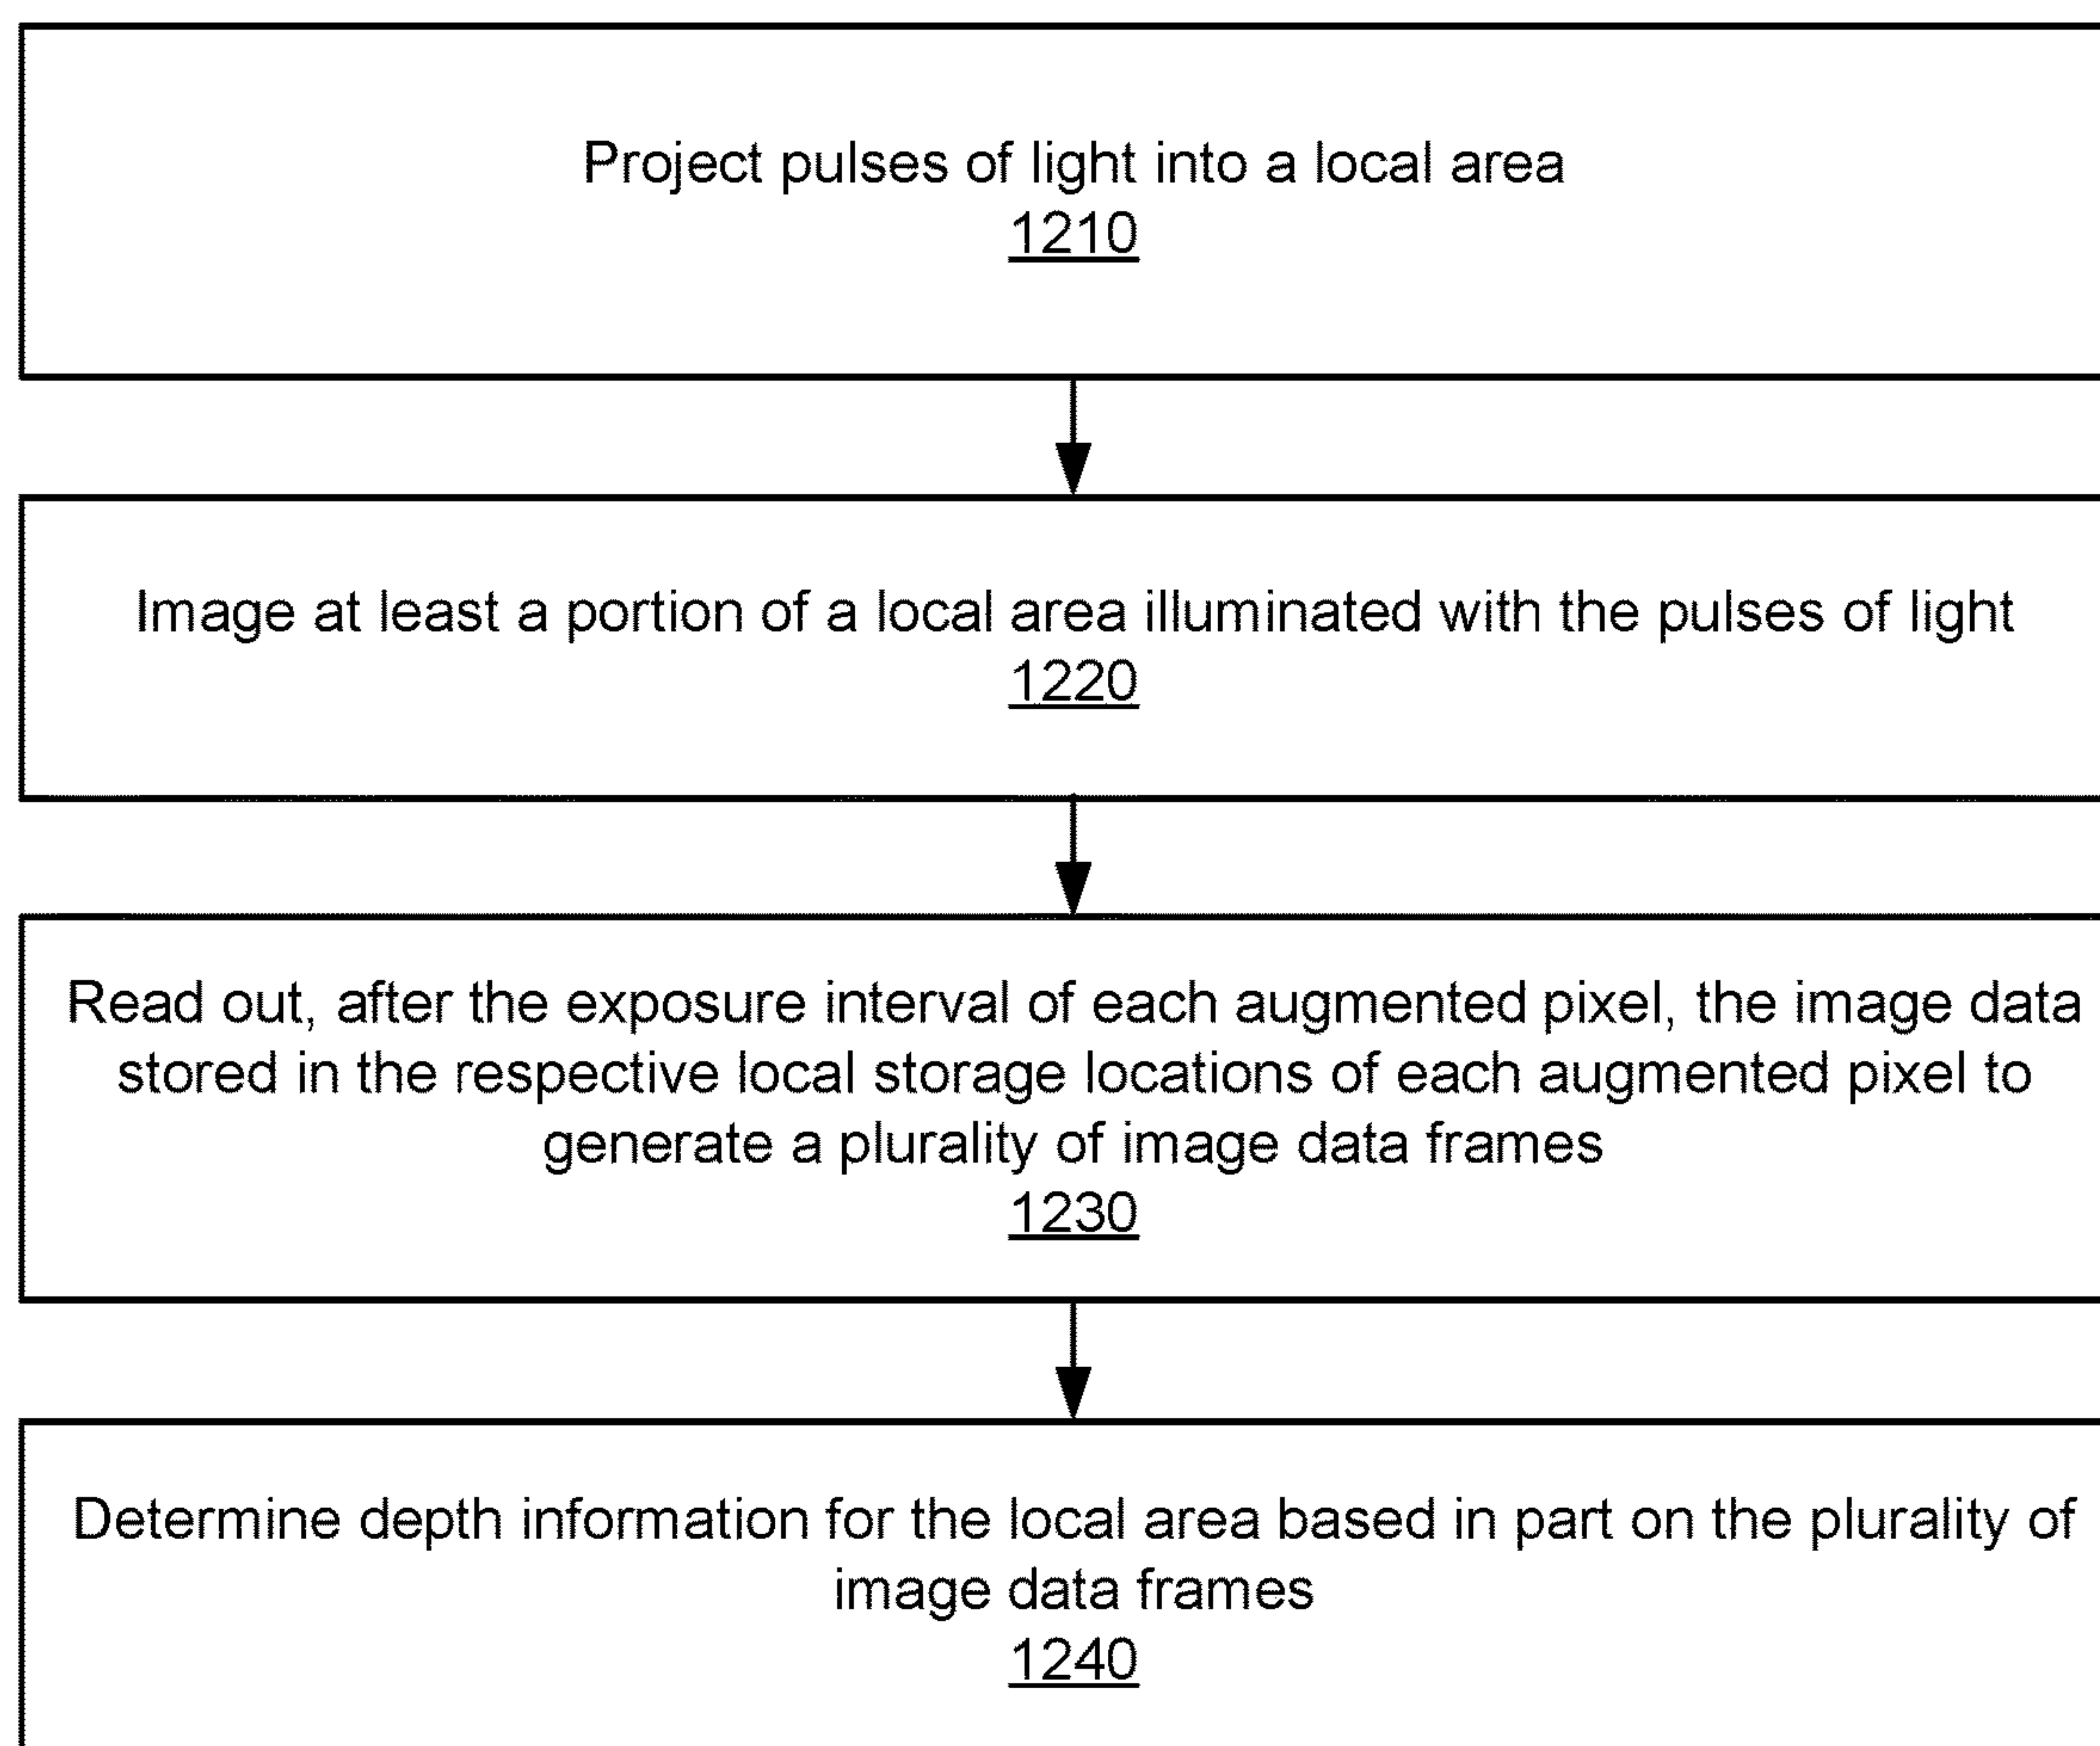 Project pulses of light into a local area
1210
Image at least a portion of a local area illuminated with the pulses of light
1220
Read out, after the exposure interval of each augmented pixel, the image data
stored in the respective local storage locations of each augmented pixel to
generate a plurality of image data frames
1230
Determine depth information for the local area based in part on the plurality of
image data frames
1240